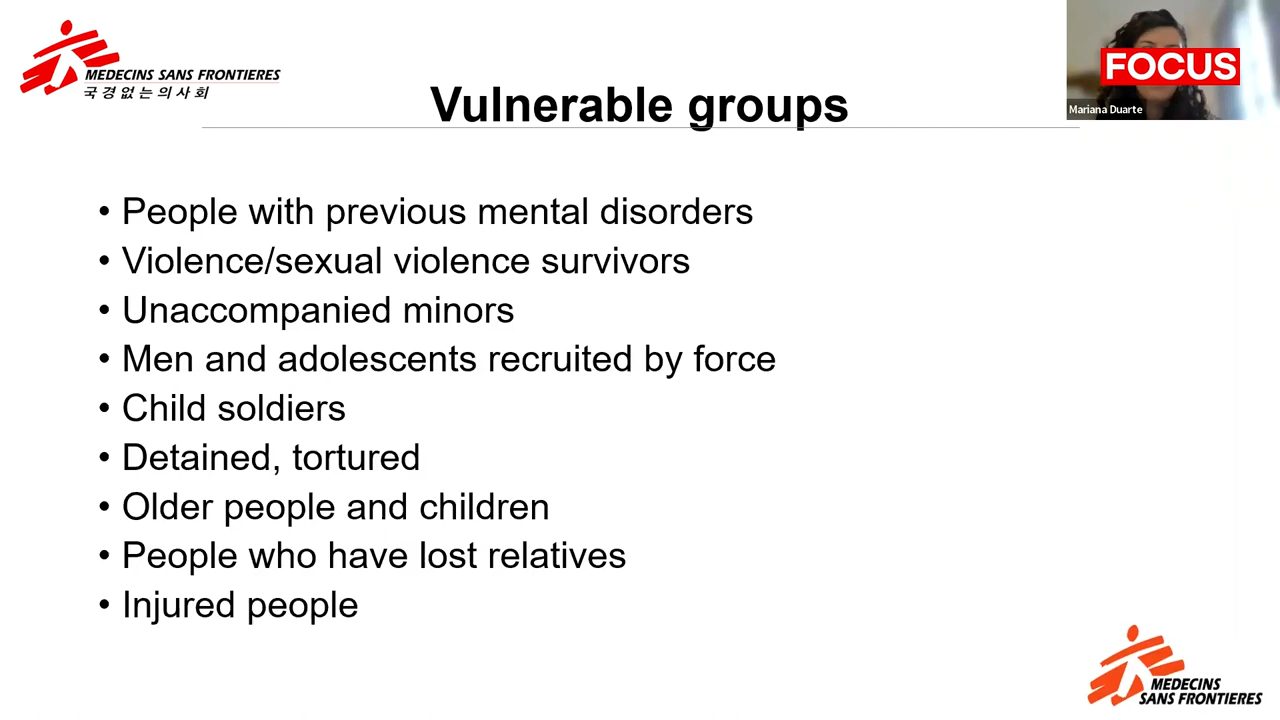 MEDECINS SANS FRONTIERES
국경없는의사회
Vulnerable groups
FOCUS
Mariana Duarte
• People with previous mental disorders
• Violence/sexual violence survivors
• Unaccompanied minors
• Men and adolescents recruited by force
• Child soldiers
• Detained, tortured
• Older people and children
• People who have lost relatives
• Injured people
MEDECINS
SANS FRONTIERES